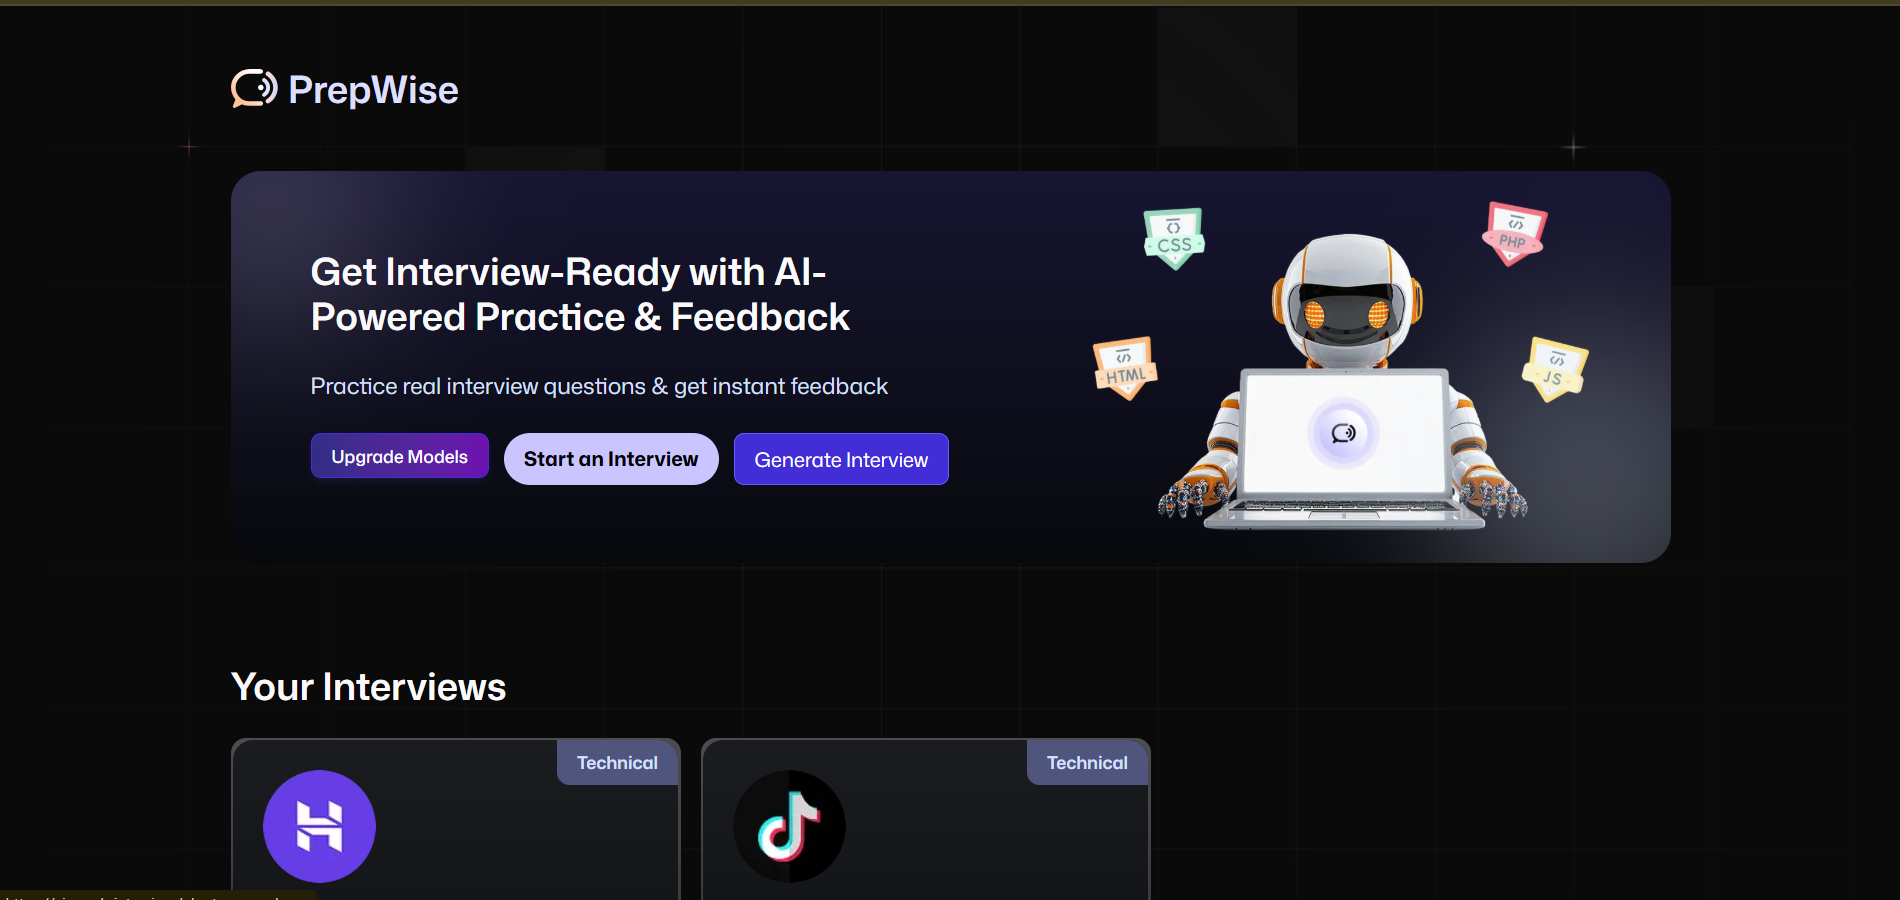 PrepWise
Get Interview-Ready with AI-
Powered Practice & Feedback
Practice real interview questions & get instant feedback
Upgrade Models
Start an Interview
Generate Interview
CSS
PHP
HTML
JS
Your Interviews
Technical
Technical